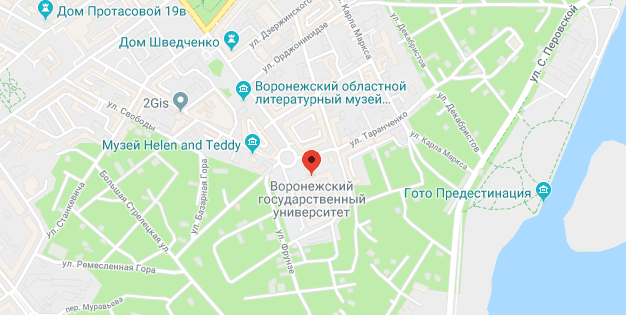 Дом Протасовой 19в
ул. Дзержинского
Карла Маркса
ул. Декабристов
ул. С. Перовской
Дом Шведченко
ул. Орджоникидзе
Воронежский областной
литературный музей...
2Gis
ул. Свободы
ул. Таранченко
ул. Декабристов
ул. Карла Маркса
Музей Helen and Teddy
Воронежский
государственный
университет
Гото Предестинация
ул. Станкевича
Большая Стрелецкая ул.
ул. Базарная Гора
ул. Фрунзе
ул. Ремесленная Гора
пер. Муравьева